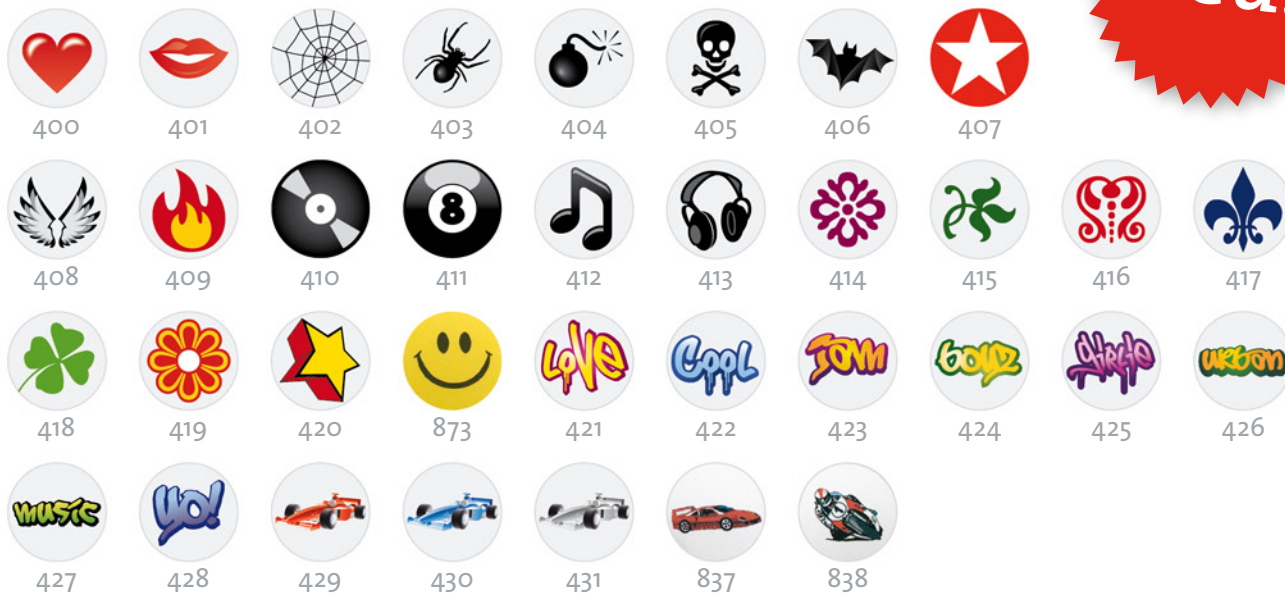 400 401 402 403 404 405 406 407
8
408 409 410 411 412 413 414 415 416 417
LOVE COOL JAM boyz girlie urban
418 419 420 873 421 422 423 424 425 426
music yo!
427 428 429 430 431 837 838